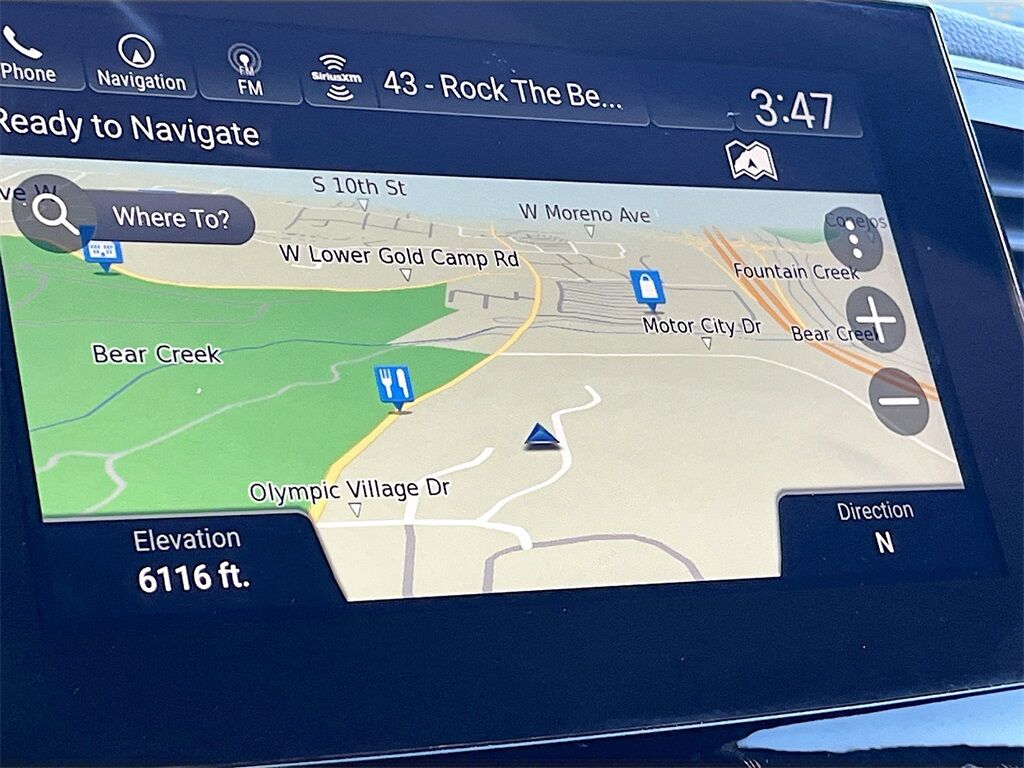 Phone
Navigation
FM
FM
SiriusXM
43 - Rock The Be...
3:47
Ready to Navigate
ve W
Where To?
S 10th St
W Moreno Ave
Conejos
W Lower Gold Camp Rd
Fountain Creek
Motor City Dr
Bear Creek
Bear Creek
Olympic Village Dr
Elevation
6116 ft.
Direction
N